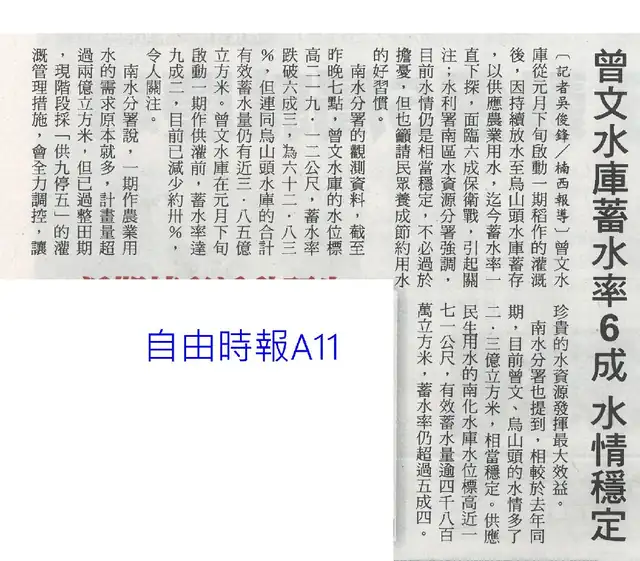 曾文水庫蓄水率6成 水情穩定
〔記者吳俊鋒/楠西報導〕曾文水
庫從元月下旬啟動一期稻作的灌溉
後,因持續放水至烏山頭水庫蓄存
,以供應農業用水,迄今蓄水率一
直下探,面臨六成保衛戰,引起關
注;水利署南區水資源分署強調,
目前水情仍是相當穩定,不必過於
擔憂,但也籲請民眾養成節約用水
的好習慣。
南水分署的觀測資料,截至
昨晚七點,曾文水庫的水位標
高二一九.一二公尺,蓄水率
跌破六成三,為六十二.八三
%,但連同烏山頭水庫的合計
有效蓄水量仍有近三.八五億
立方米。曾文水庫在元月下旬
啟動一期作供灌前,蓄水率達
九成二,目前已減少約卅%,
令人關注。
南水分署說,一期作農業用
水的需求原本就多,計畫量超
過兩億立方米,但已過整田期
,現階段採「供九停五」的灌
溉管理措施,會全力調控,讓
珍貴的水資源發揮最大效益。
南水分署也提到,相較於去年同
期,目前曾文、烏山頭的水情多了
二.三億立方米,相當穩定。供應
民生用水的南化水庫水位標高近一
七一公尺,有效蓄水量逾四千八百
萬立方米,蓄水率仍超過五成四。
自由時報A11